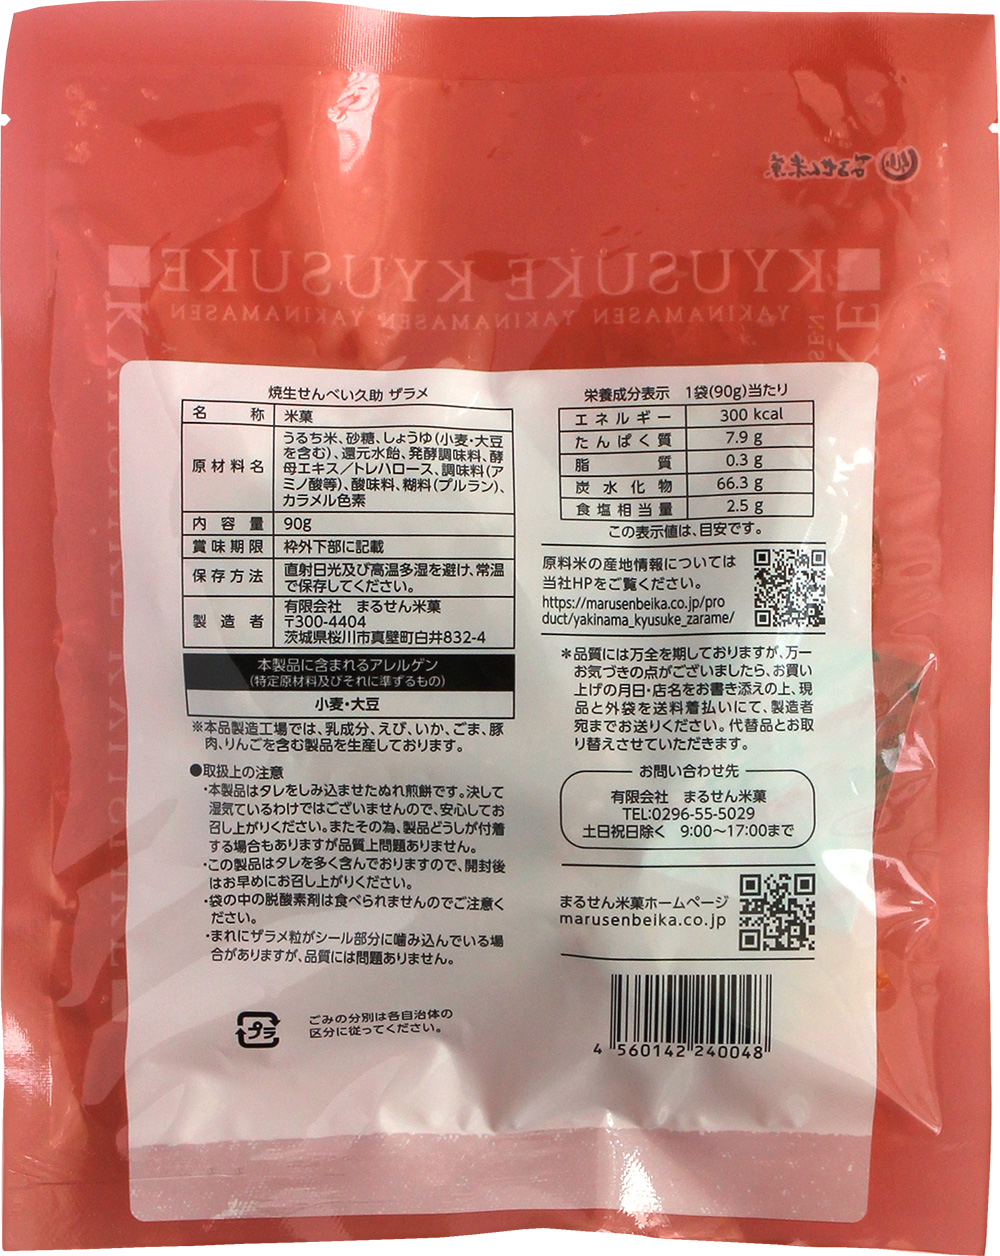 まるせん米菓
KYUSUKE KYUSUKE KYUSUKE
YAKINAMASEN YAKINAMASEN YAKINAMASEN
焼生せんべい久助 ザラメ
名称 米菓
原材料名 うるち米、砂糖、しょうゆ(小麦・大豆
を含む)、還元水飴、発酵調味料、酵
母エキス／トレハロース、調味料(ア
ミノ酸等)、酸味料、糊料(プルラン)、
カラメル色素
内容量 90g
賞味期限 枠外下部に記載
保存方法 直射日光及び高温多湿を避け、常温
で保存してください。
製造者 有限会社 まるせん米菓
〒300-4404
茨城県桜川市真壁町白井832-4
本製品に含まれるアレルゲン
(特定原材料及びそれに準ずるもの)
小麦・大豆
※本品製造工場では、乳成分、えび、いか、ごま、豚
肉、りんごを含む製品を生産しております。
●取扱上の注意
・本製品はタレをしみ込ませたぬれ煎餅です。決して
湿気ているわけではございませんので、安心してお
召し上がりください。またその為、製品どうしが付着
する場合もありますが品質上問題ありません。
・この製品はタレを多く含んでおりますので、開封後
はお早めにお召し上がりください。
・袋の中の脱酸素剤は食べられませんのでご注意く
ださい。
・まれにザラメ粒がシール部分に噛み込んでいる場
合がありますが、品質には問題ありません。
プラ
ごみの分別は各自治体の
区分に従ってください。
栄養成分表示 1袋(90g)当たり
エネルギー 300 kcal
たんぱく質 7.9 g
脂質 0.3 g
炭水化物 66.3 g
食塩相当量 2.5 g
この表示値は、目安です。
原料米の産地情報については
当社HPをご覧ください。
https://marusenbeika.co.jp/pro
duct/yakinama_kyusuke_zarame/
＊品質には万全を期しておりますが、万一
お気づきの点がございましたら、お買い
上げの月日・店名をお書き添えの上、現
品と外袋を送料着払いにて、製造者
宛までお送りください。代替品とお取
り替えさせていただきます。
お問い合わせ先
有限会社 まるせん米菓
TEL:0296-55-5029
土日祝日除く 9:00〜17:00まで
まるせん米菓ホームページ
marusenbeika.co.jp
4 560142 240048